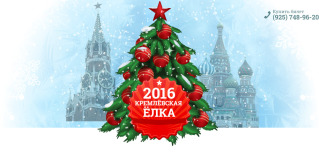 Купить билет
(925) 748-96-20
2016
КРЕМЛЁВСКАЯ
ЁЛКА